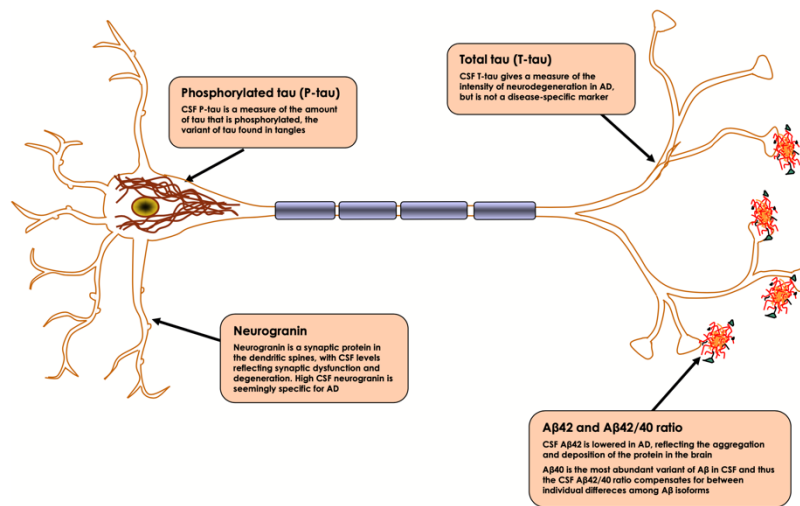 Phosphorylated tau (P-tau)
CSF P-tau is a measure of the amount
of tau that is phosphorylated, the
variant of tau found in tangles
Total tau (T-tau)
CSF T-tau gives a measure of the
intensity of neurodegeneration in AD,
but is not a disease-specific marker
Neurogranin
Neurogranin is a synaptic protein in
the dendritic spines, with CSF levels
reflecting synaptic dysfunction and
degeneration. High CSF neurogranin is
seemingly specific for AD
Aβ42 and Aβ42/40 ratio
CSF Aβ42 is lowered in AD, reflecting the aggregation
and deposition of the protein in the brain
Aβ40 is the most abundant variant of Aβ in CSF and thus
the CSF Aβ42/40 ratio compensates for between
individual differeces among Aβ isoforms